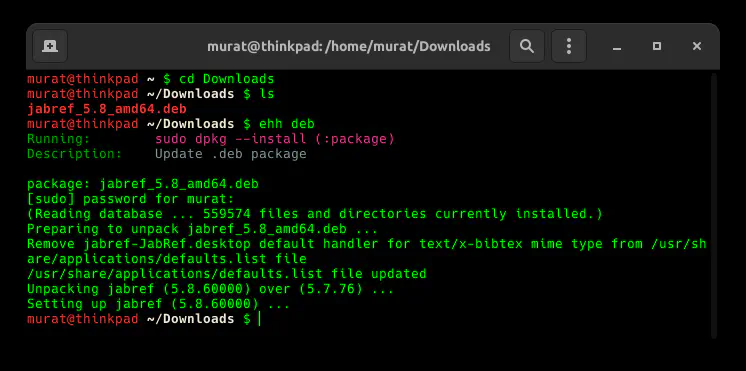 murat@thinkpad: /home/murat/Downloads
murat@thinkpad ~ $ cd Downloads
murat@thinkpad ~/Downloads $ ls
jabref_5.8_amd64.deb
murat@thinkpad ~/Downloads $ ehh deb
Running:        sudo dpkg --install (:package)
Description:    Update .deb package

package: jabref_5.8_amd64.deb
[sudo] password for murat:
(Reading database ... 559574 files and directories currently installed.)
Preparing to unpack jabref_5.8_amd64.deb ...
Remove jabref-JabRef.desktop default handler for text/x-bibtex mime type from /usr/sh
are/applications/defaults.list file
/usr/share/applications/defaults.list file updated
Unpacking jabref (5.8.60000) over (5.7.76) ...
Setting up jabref (5.8.60000) ...
murat@thinkpad ~/Downloads $